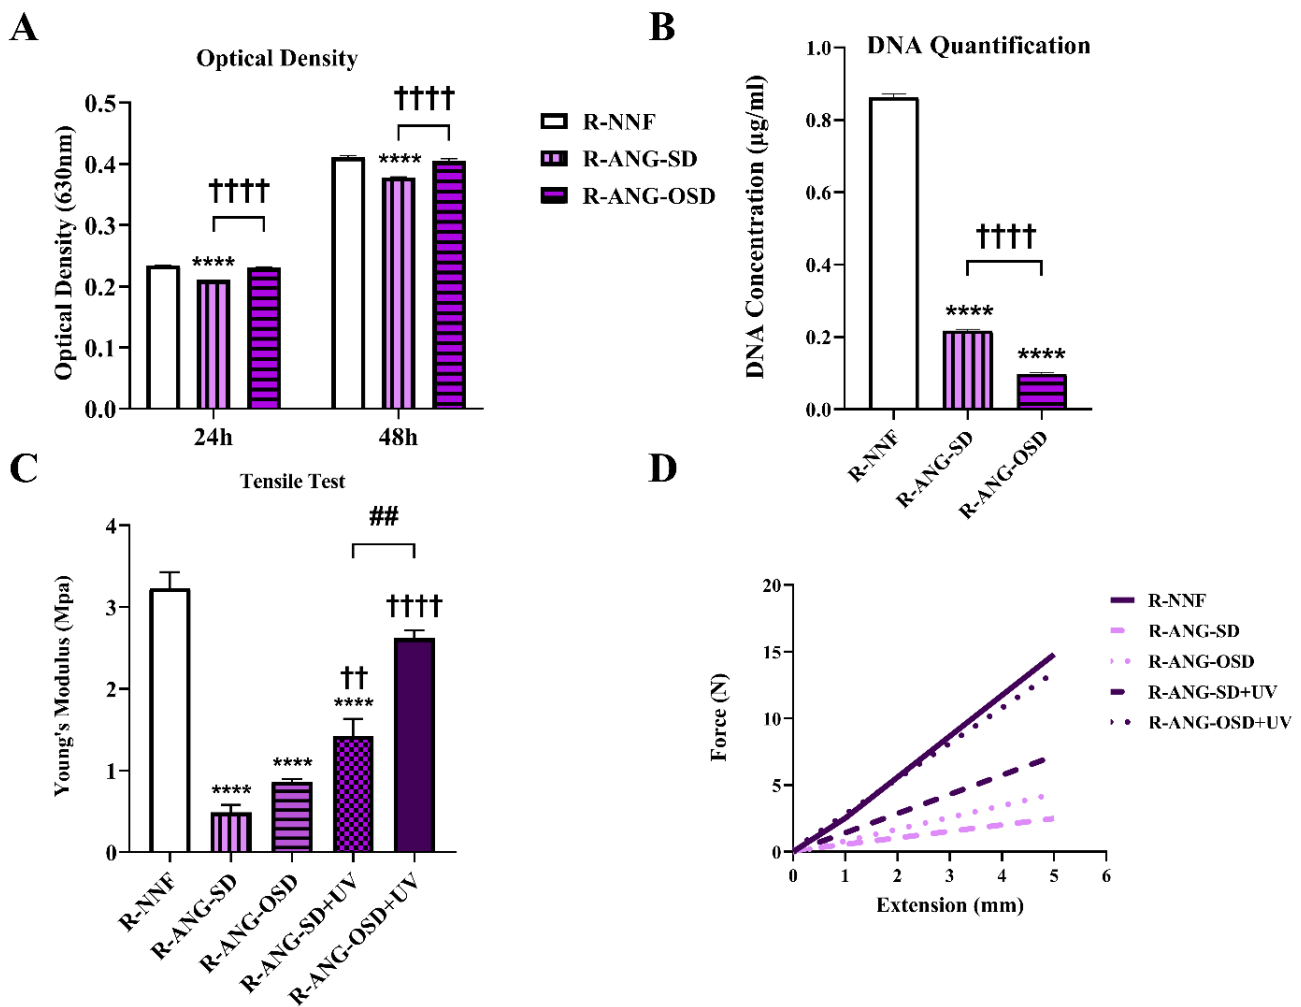 A
Optical Density
Optical Density (630nm)
0.5
0.4
0.3
0.2
0.1
0.0
††††
****
††††
****
24h
48h
R-NNF
R-ANG-SD
R-ANG-OSD
B
DNA Quantification
DNA Concentration (µg/ml)
1.0
0.8
0.6
0.4
0.2
0.0
††††
****
****
R-NNF
R-ANG-SD
R-ANG-OSD
C
Tensile Test
Young's Modulus (Mpa)
4
3
2
1
0
##
††††
††
****
****
****
R-NNF
R-ANG-SD
R-ANG-OSD
R-ANG-SD+UV
R-ANG-OSD+UV
D
Force (N)
20
15
10
5
0
0
1
2
3
4
5
6
Extension (mm)
R-NNF
R-ANG-SD
R-ANG-OSD
R-ANG-SD+UV
R-ANG-OSD+UV